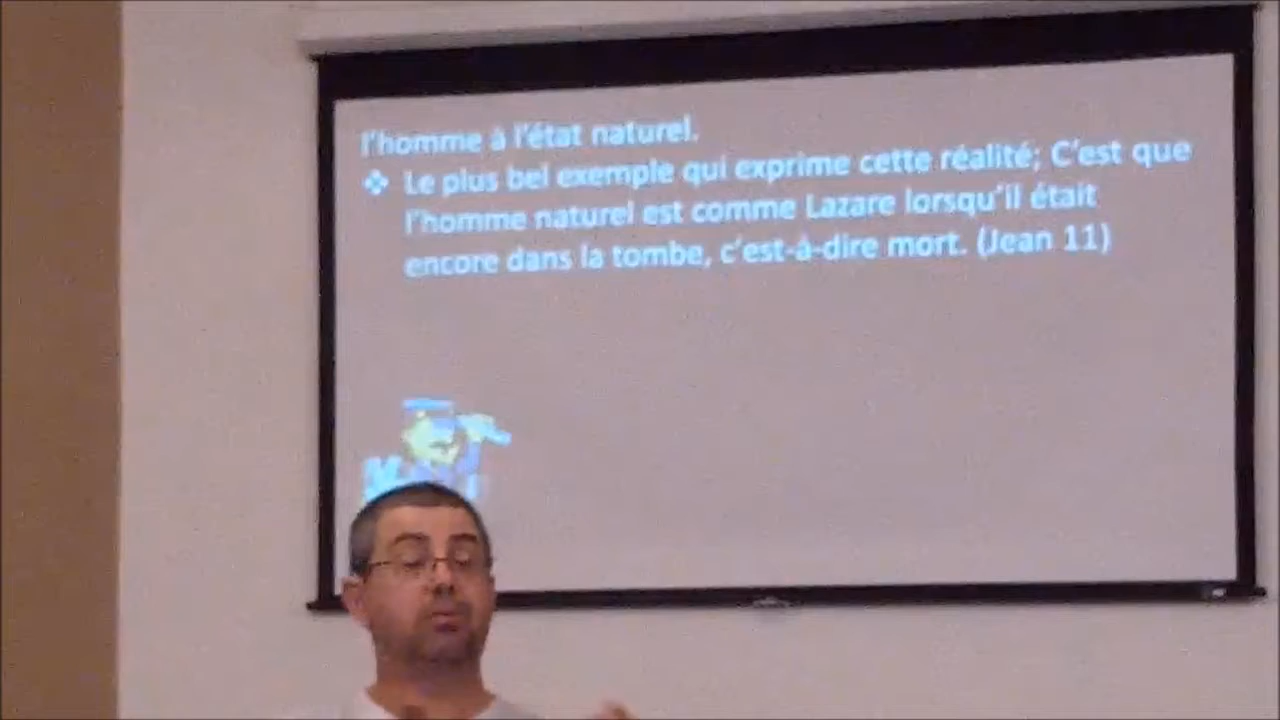 l'homme à l'état naturel.
❖ Le plus bel exemple qui exprime cette réalité; C'est que
l'homme naturel est comme Lazare lorsqu'il était
encore dans la tombe, c'est-à-dire mort. (Jean 11)